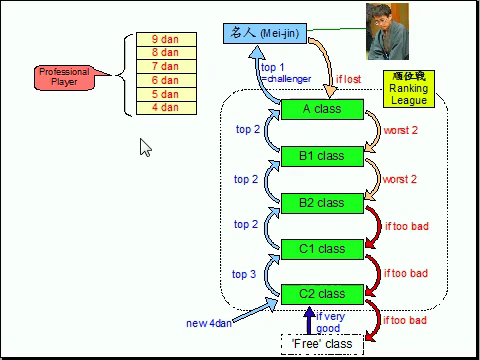 9 dan
8 dan
7 dan
6 dan
5 dan
4 dan
Professional
Player
名人 (Mei-jin)
top 1
=challenger
if lost
順位戦
Ranking
League
A class
top 2
worst 2
B1 class
top 2
worst 2
B2 class
top 2
if too bad
C1 class
top 3
if too bad
C2 class
new 4dan
if very
good
if too bad
'Free' class